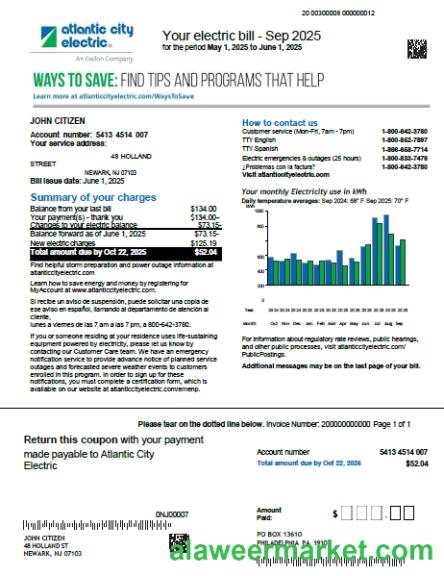 20 00300008 000000012
atlantic city
electric™
An Exelon Company
Your electric bill - Sep 2025
for the period May 1, 2025 to June 1, 2025
WAYS TO SAVE: FIND TIPS AND PROGRAMS THAT HELP
Learn more at atlanticcityelectric.com/WaysToSave
JOHN CITIZEN
Account number: 5413 4514 007
Your service address:
48 HOLLAND
STREET
NEWARK, NJ 07103
Bill issue date: June 1, 2025
Summary of your charges
Balance from your last bill $134.00
Your payment(s) - thank you $134.00-
Changes to your electric balance $73.15-
Balance forward as of June 1, 2025 $73.15-
New electric charges $125.19
Total amount due by Oct 22, 2025 $52.04
Find helpful storm preparation and power outage information at
atlanticcityelectric.com
Learn how to save energy and money by registering for
MyAccount at www.atlanticcityelectric.com.
Si recibe un aviso de suspención, puede solicitar una copia de
ese aviso en español, llamando al departamento de atención al
cliente,
lunes a viernes de las 7 am a las 7 pm, a 800-642-3780.
If you or someone residing at your residence uses life-sustaining
equipment powered by electricity, please let us know by
contacting our Customer Care team. We have an emergency
notification service to provide advance notice of planned service
outages and forecasted severe weather events to customers
enrolled in this program. In order to sign up for these
notifications, you must complete a certification form, which is
available on our website at atlanticcityelectric.com/emernp.
How to contact us
Customer service (Mon-Fri, 7am - 7pm) 1-800-642-3780
TTY English 1-800-852-7897
TTY Spanish 1-866-658-7714
Electric emergencies & outages (25 hours) 1-800-833-7476
¿Problemas con la factura? 1-800-642-3780
Visit atlanticcityelectric.com
Your monthly Electricity use in kWh
Daily temperature averages: Sep 2024: 68° F Sep 2025: 70° F
kWh
1000
800
600
400
200
0
Year
Month Oct Nov Dec Jan Feb Mar Apr May Jun Jul Aug Sep
For information about regulatory rate reviews, public hearings,
and other public processes, visit atlanticcityelectric.com/
PublicPostings.
Additional messages may be on the last page of your bill.
Please tear on the dotted line below. Invoice Number: 200000000000 Page 1 of 1
Return this coupon with your payment
made payable to Atlantic City
Electric
Account number 5413 4514 007
Total amount due by Oct 22, 2025 $52.04
0NJ00007
Amount
Paid: $
JOHN CITIZEN
48 HOLLAND ST
NEWARK, NJ 07103
PO BOX 13610
PHILADELPHIA PA
alaweermarket.com